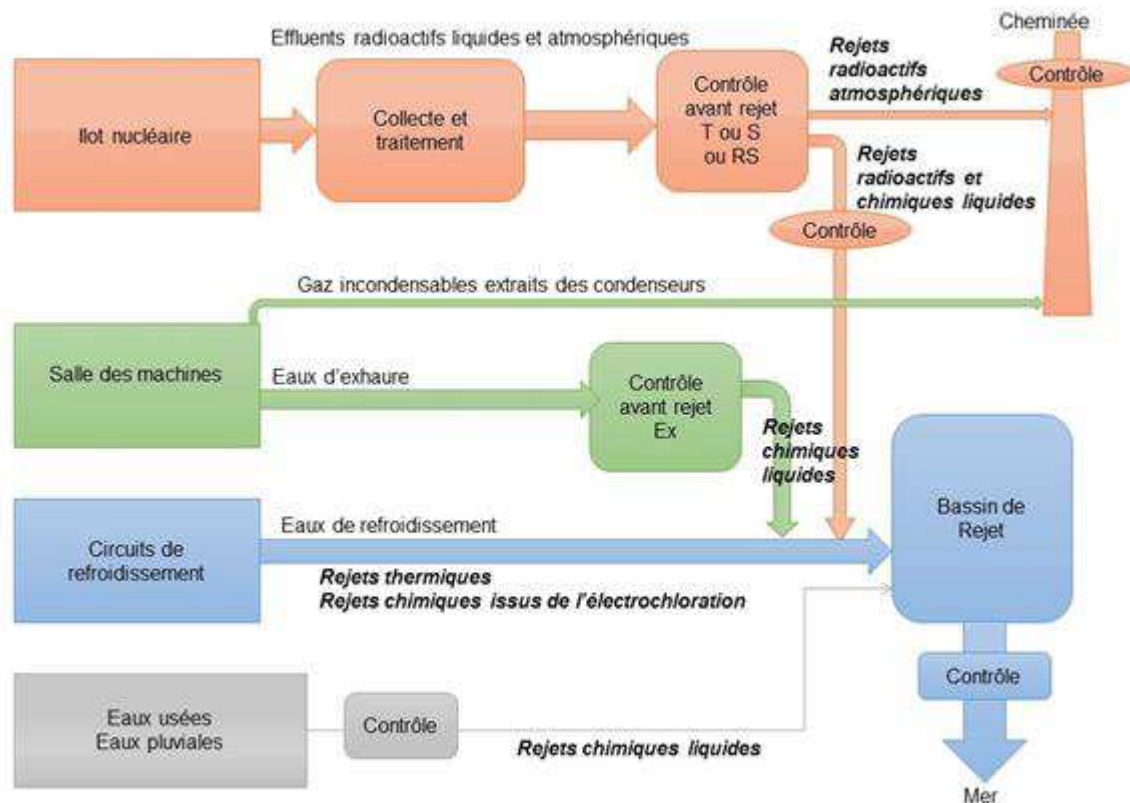 Cheminée
Effluents radioactifs liquides et atmosphériques
Rejets
radioactifs
atmosphériques
Contrôle
Ilot nucléaire
Collecte et
traitement
Contrôle
avant rejet
T ou S
ou RS
Rejets
radioactifs et
chimiques liquides
Contrôle
Gaz incondensables extraits des condenseurs
Salle des machines
Eaux d'exhaure
Contrôle
avant rejet
Ex
Rejets
chimiques
liquides
Bassin de
Rejet
Eaux de refroidissement
Circuits de
refroidissement
Rejets thermiques
Rejets chimiques issus de l'électrochloration
Contrôle
Eaux usées
Eaux pluviales
Contrôle
Rejets chimiques liquides
Mer